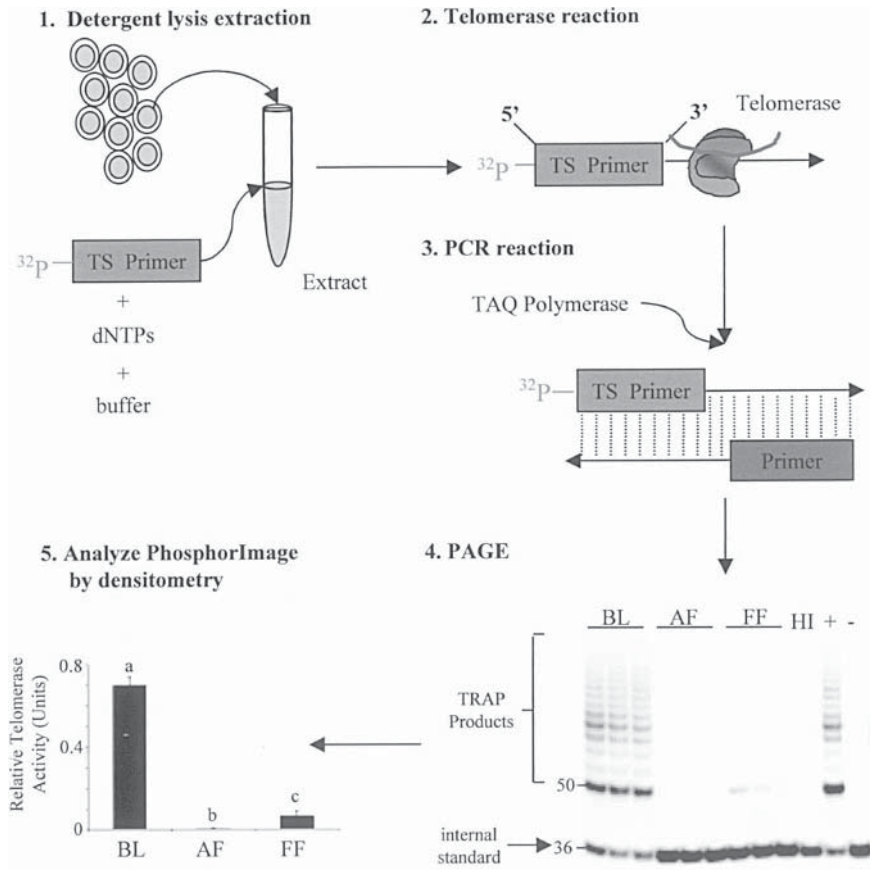 1. Detergent lysis extraction
32P
TS Primer
+
dNTPs
+
buffer
Extract
2. Telomerase reaction
5’
3’
Telomerase
32P
TS Primer
3. PCR reaction
TAQ Polymerase
32P
TS Primer
Primer
4. PAGE
BL AF FF HI + -
TRAP
Products
50
internal
standard
36
5. Analyze PhosphorImage
by densitometry
Relative Telomerase
Activity (Units)
0.8
0.4
0
a
b
c
BL AF FF